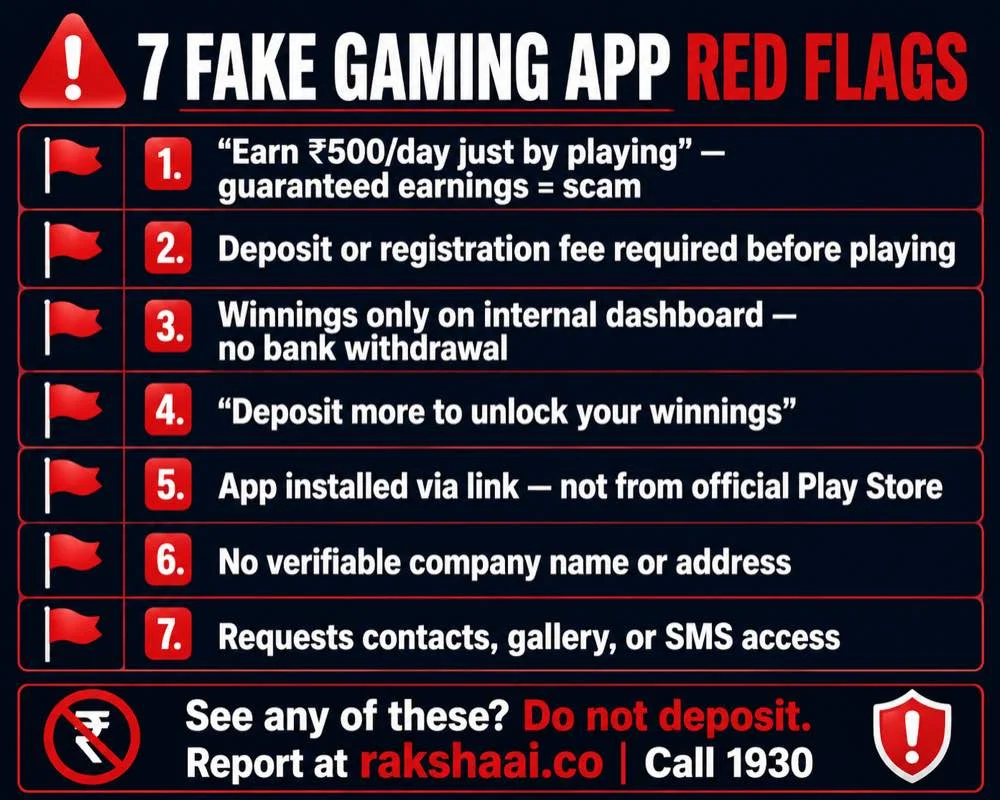 7 FAKE GAMING APP RED FLAGS
1. “Earn ₹500/day just by playing” —
guaranteed earnings = scam
2. Deposit or registration fee required before playing
3. Winnings only on internal dashboard —
no bank withdrawal
4. “Deposit more to unlock your winnings”
5. App installed via link — not from official Play Store
6. No verifiable company name or address
7. Requests contacts, gallery, or SMS access
₹
See any of these? Do not deposit.
Report at rakshaai.co | Call 1930